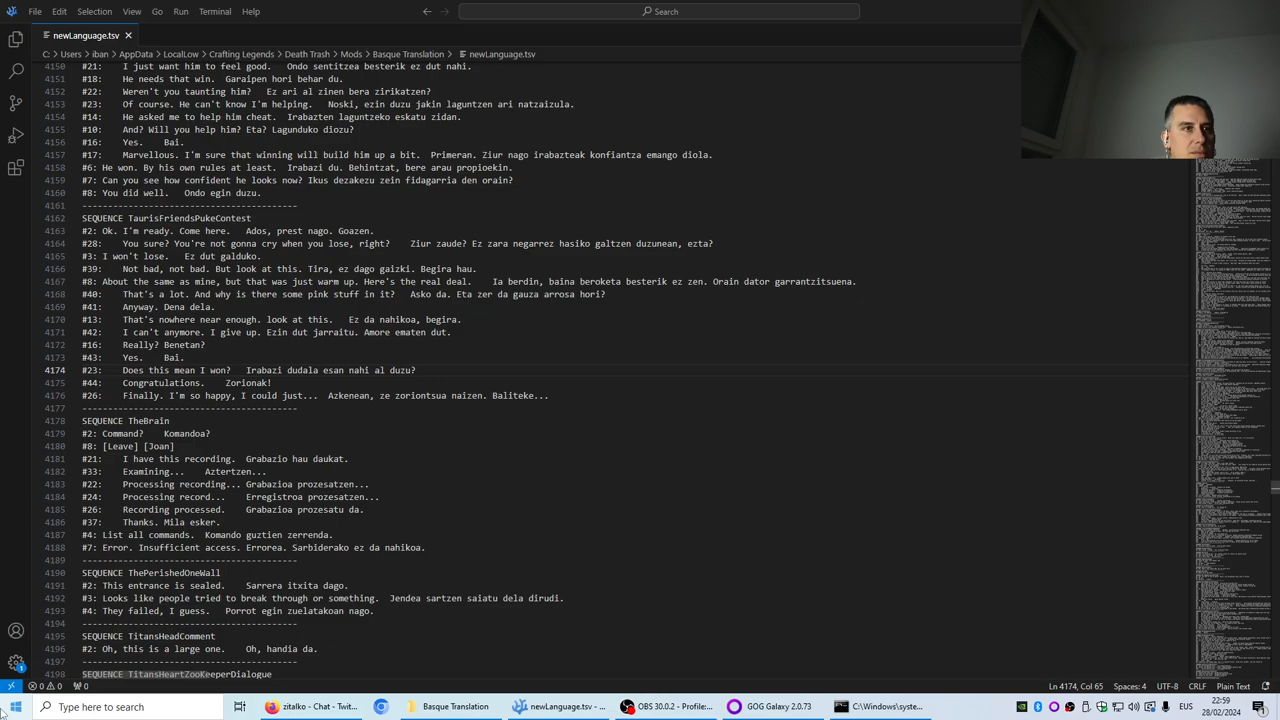 File Edit Selection View Go Run Terminal Help
Search
newLanguage.tsv
C: > Users > iban > AppData > LocalLow > Crafting Legends > Death Trash > Mods > Basque Translation > newLanguage.tsv
4150 #21: I just want him to feel good. Ondo sentitzea besterik ez dut nahi.
4151 #18: He needs that win. Garaipen hori behar du.
4152 #22: Weren't you taunting him? Ez ari al zinen bera zirikatzen?
4153 #23: Of course. He can't know I'm helping. Noski, ezin duzu jakin laguntzen ari natzaizula.
4154 #14: He asked me to help him cheat. Irabazten laguntzeko eskatu zidan.
4155 #10: And? Will you help him? Eta? Lagunduko diozu?
4156 #16: Yes. Bai.
4157 #17: Marvellous. I'm sure that winning will build him up a bit. Primeran. Ziur nago irabazteak konfiantza emango diola.
4158 #6: He won. By his own rules at least. Irabazi du. Behintzat, bere arau propioekin.
4159 #7: Can you see how confident he looks now? Ikus dezakezu zein fidagarria den orain?
4160 #8: You did well. Ondo egin duzu.
4161 ----------------------------------------
4162 SEQUENCE TaurisFriendsPukeContest
4163 #2: Ok. I'm ready. Come here. Ados, prest nago. Goazen.
4164 #28: You sure? You're not gonna cry when you lose, right? Ziur zaude? Ez zara negarrez hasiko galtzen duzunean, ezta?
4165 #3: I won't lose. Ez dut galduko.
4166 #39: Not bad, not bad. But look at this. Tira, ez dago gaizki. Begira hau.
4167 #8: About the same as mine, but that was just warmup. Here's the real deal. Ia parean, baina beroketa besterik ez zen. Orain dator gauza onena.
4168 #40: That's a lot. And why is there some pink stuff in it? Asko da. Eta zer da gauza arrosa hori?
4169 #41: Anyway. Dena dela.
4170 #13: That's nowhere near enough. look at this. Ez da nahikoa, begira.
4171 #42: I can't anymore. I give up. Ezin dut jarraitu. Amore ematen dut.
4172 #16: Really? Benetan?
4173 #43: Yes. Bai.
4174 #23: Does this mean I won? Irabazi dudala esan nahi al duzu?
4175 #44: Congratulations. Zorionak!
4176 #26: Finally. I'm so happy, I could just... Azkenean, ze zoriontsua naizen. Baliteke...
4177 ----------------------------------------
4178 SEQUENCE TheBrain
4179 #2: Command? Komandoa?
4180 #8: [Leave] [Joan]
4181 #21: I have this recording. Grabazio hau daukat.
4182 #33: Examining... Aztertzen...
4183 #22: Processing recording... Grabazioa prozesatzen...
4184 #24: Processing record... Erregistroa prozesatzen...
4185 #36: Recording processed. Grabazioa prozesatuta.
4186 #37: Thanks. Mila esker.
4187 #4: List all commands. Komando guztien zerrenda.
4188 #7: Error. Insufficient access. Errorea. Sarbiderako ez da nahikoa.
4189 ----------------------------------------
4190 SEQUENCE ThePerishedOneWall
4191 #2: This entrance is sealed. Sarrera itxita dago.
4192 #3: Looks like people tried to break through or something. Jendea sartzen saiatu dela dirudi.
4193 #4: They failed, I guess. Porrot egin zuelatakoan nago.
4194 ----------------------------------------
4195 SEQUENCE TitansHeadComment
4196 #2: Oh, this is a large one. Oh, handia da.
4197 ----------------------------------------
4198 SEQUENCE TitansHeartZooKeeperDialogue
0 0 0 Ln 4174, Col 65 Spaces: 4 UTF-8 CRLF Plain Text
Type here to search zitalko - Chat - Twit... Basque Translation newLanguage.tsv - ... OBS 30.0.2 - Profile:... GOG Galaxy 2.0.73 C:\Windows\syste... EUS 22:59
28/02/2024